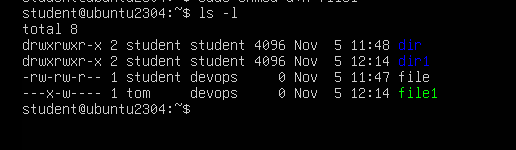 student@ubuntu2304:~$ ls -l
total 8
drwxrwxr-x 2 student student 4096 Nov  5 11:48 dir
drwxrwxr-x 2 student student 4096 Nov  5 12:14 dir1
-rw-rw-r-- 1 student devops     0 Nov  5 11:47 file
---x-w---- 1 tom     devops     0 Nov  5 12:14 file1
student@ubuntu2304:~$